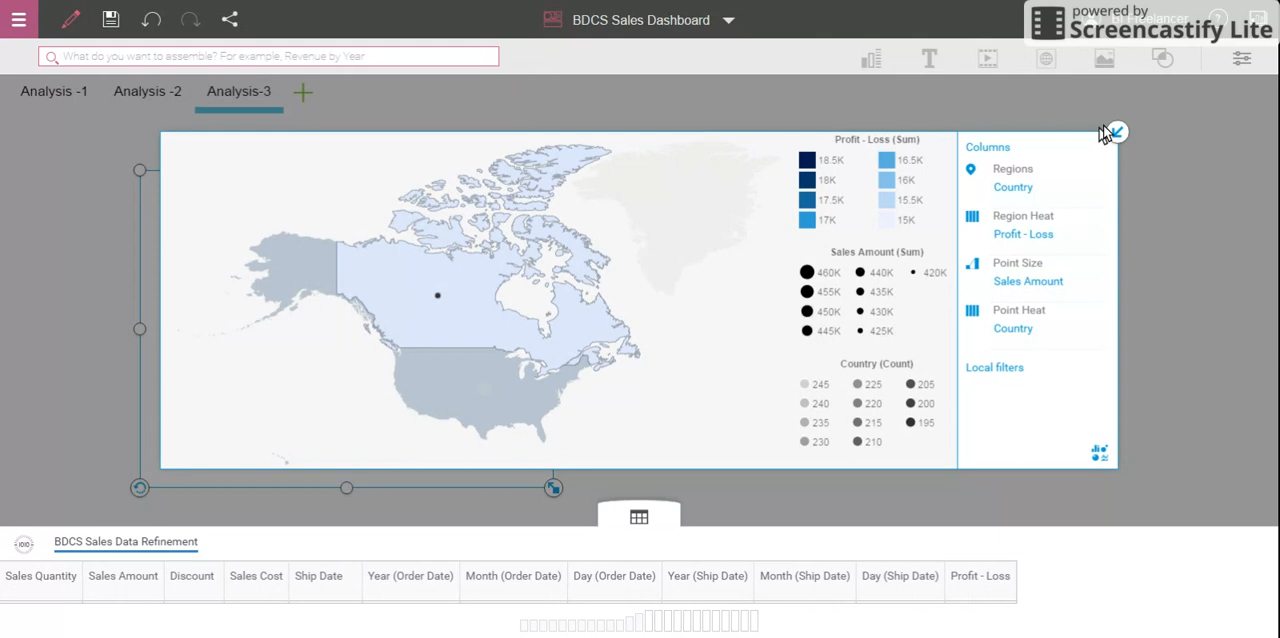 BDCS Sales Dashboard
powered by
Screencastify Lite
BI Freelancer
What do you want to assemble? For example, Revenue by Year
Analysis -1 Analysis -2 Analysis-3
Profit - Loss (Sum)
18.5K 16.5K
18K 16K
17.5K 15.5K
17K 15K
Sales Amount (Sum)
460K 440K 420K
455K 435K
450K 430K
445K 425K
Country (Count)
245 225 205
240 220 200
235 215 195
230 210
Columns
Regions
Country
Region Heat
Profit - Loss
Point Size
Sales Amount
Point Heat
Country
Local filters
BDCS Sales Data Refinement
Sales Quantity Sales Amount Discount Sales Cost Ship Date Year (Order Date) Month (Order Date) Day (Order Date) Year (Ship Date) Month (Ship Date) Day (Ship Date) Profit - Loss